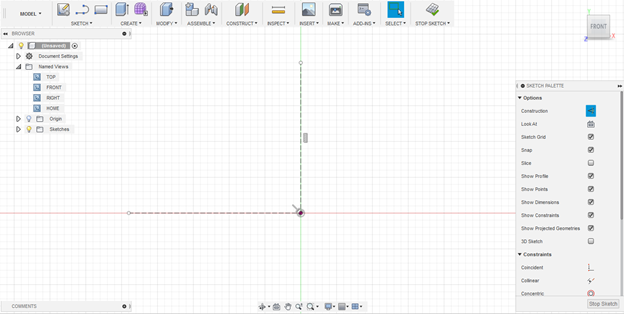 MODEL
SKETCH
CREATE
MODIFY
ASSEMBLE
CONSTRUCT
INSPECT
INSERT
MAKE
ADD-INS
SELECT
STOP SKETCH
BROWSER
(Unsaved)
Document Settings
Named Views
TOP
FRONT
RIGHT
HOME
Origin
Sketches
FRONT
Y
Z
X
SKETCH PALETTE
Options
Construction
Look At
Sketch Grid
Snap
Slice
Show Profile
Show Points
Show Dimensions
Show Constraints
Show Projected Geometries
3D Sketch
Constraints
Coincident
Collinear
Concentric
Stop Sketch
COMMENTS